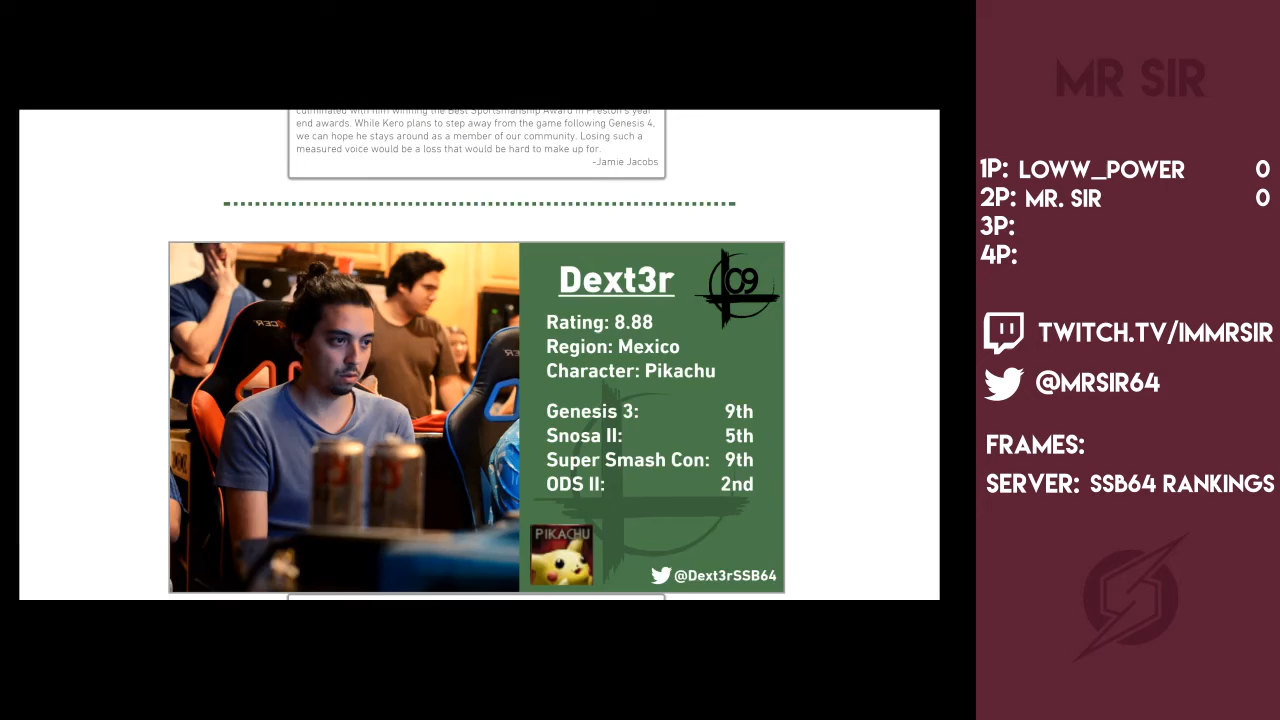 culminated with him winning the Best Sportsmanship Award in Preston's year
end awards. While Kero plans to step away from the game following Genesis 4,
we can hope he stays around as a member of our community. Losing such a
measured voice would be a loss that would be hard to make up for.
-Jamie Jacobs
Dext3r
09
Rating: 8.88
Region: Mexico
Character: Pikachu
Genesis 3: 9th
Snosa II: 5th
Super Smash Con: 9th
ODS II: 2nd
PIKACHU
@Dext3rSSB64
MR SIR
1P: LOWW_POWER 0
2P: MR. SIR 0
3P:
4P:
TWITCH.TV/IMMRSIR
@MRSIR64
FRAMES:
SERVER: SSB64 RANKINGS